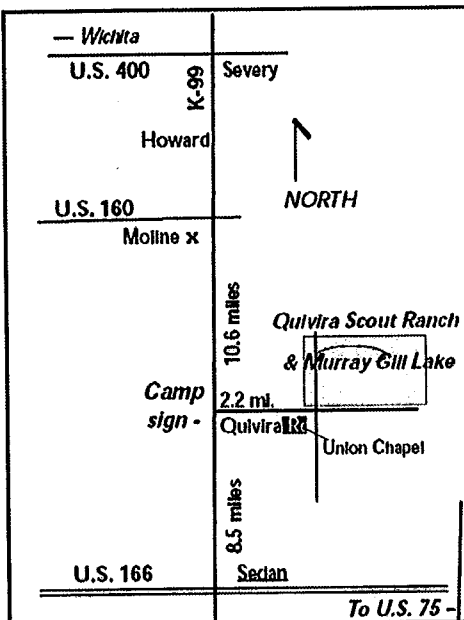 — Wichita
U.S. 400
K-99
Severy
Howard
NORTH
U.S. 160
Moline x
10.6 miles
Quivira Scout Ranch
& Murray Gill Lake
Camp
sign -
2.2 mi.
Quivira Rd
Union Chapel
8.5 miles
U.S. 166
Sedan
To U.S. 75 -